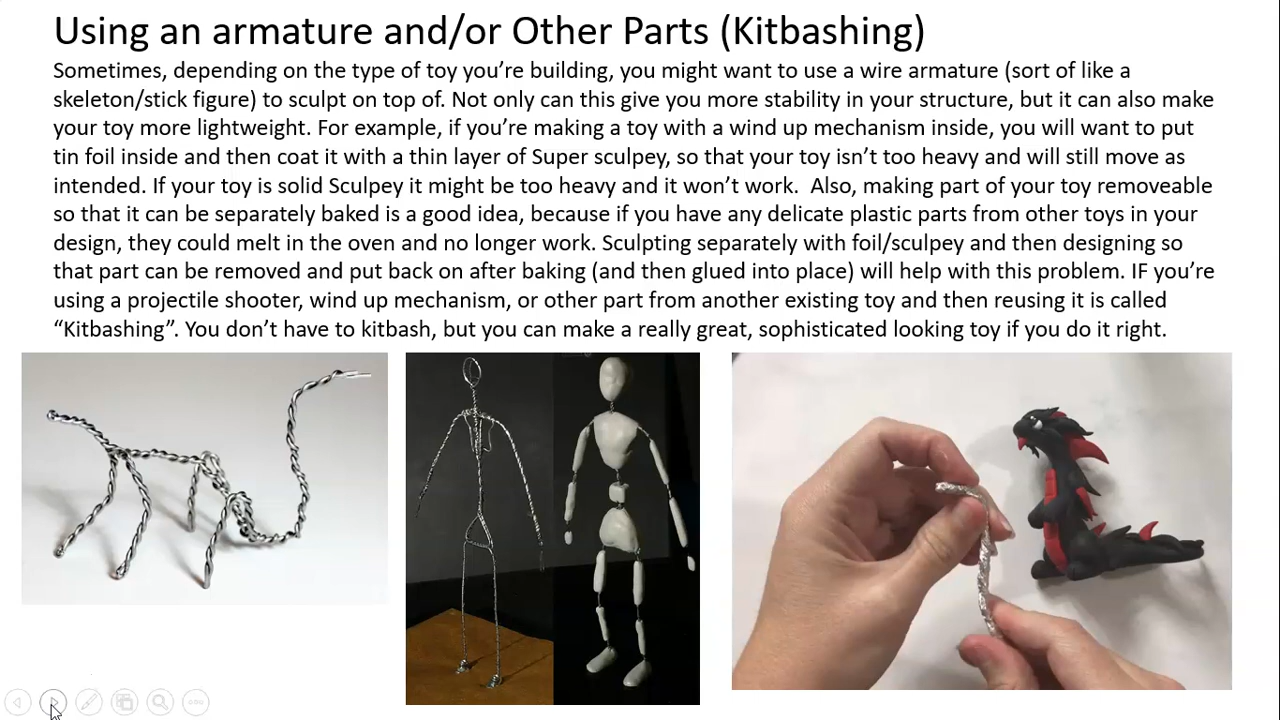 Using an armature and/or Other Parts (Kitbashing)
Sometimes, depending on the type of toy you’re building, you might want to use a wire armature (sort of like a
skeleton/stick figure) to sculpt on top of. Not only can this give you more stability in your structure, but it can also make
your toy more lightweight. For example, if you’re making a toy with a wind up mechanism inside, you will want to put
tin foil inside and then coat it with a thin layer of Super sculpey, so that your toy isn’t too heavy and will still move as
intended. If your toy is solid Sculpey it might be too heavy and it won’t work.  Also, making part of your toy removeable
so that it can be separately baked is a good idea, because if you have any delicate plastic parts from other toys in your
design, they could melt in the oven and no longer work. Sculpting separately with foil/sculpey and then designing so
that part can be removed and put back on after baking (and then glued into place) will help with this problem. IF you’re
using a projectile shooter, wind up mechanism, or other part from another existing toy and then reusing it is called
“Kitbashing”. You don’t have to kitbash, but you can make a really great, sophisticated looking toy if you do it right.